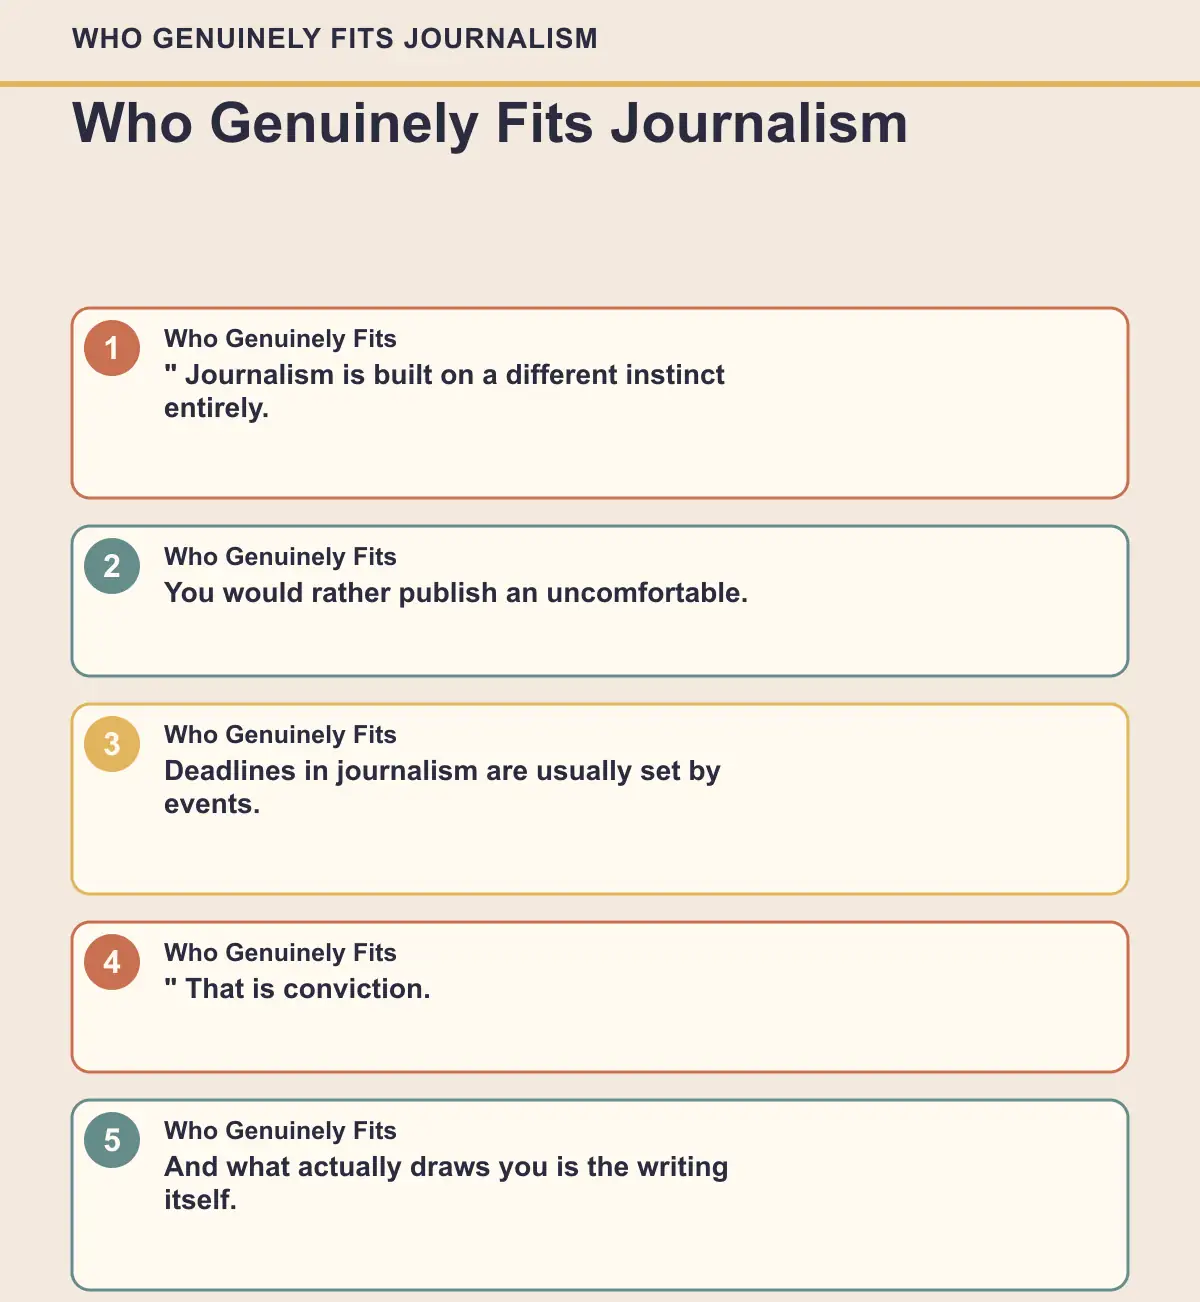 WHO GENUINELY FITS JOURNALISM
Who Genuinely Fits Journalism
1
Who Genuinely Fits
" Journalism is built on a different instinct
entirely.
2
Who Genuinely Fits
You would rather publish an uncomfortable.
3
Who Genuinely Fits
Deadlines in journalism are usually set by
events.
4
Who Genuinely Fits
" That is conviction.
5
Who Genuinely Fits
And what actually draws you is the writing
itself.